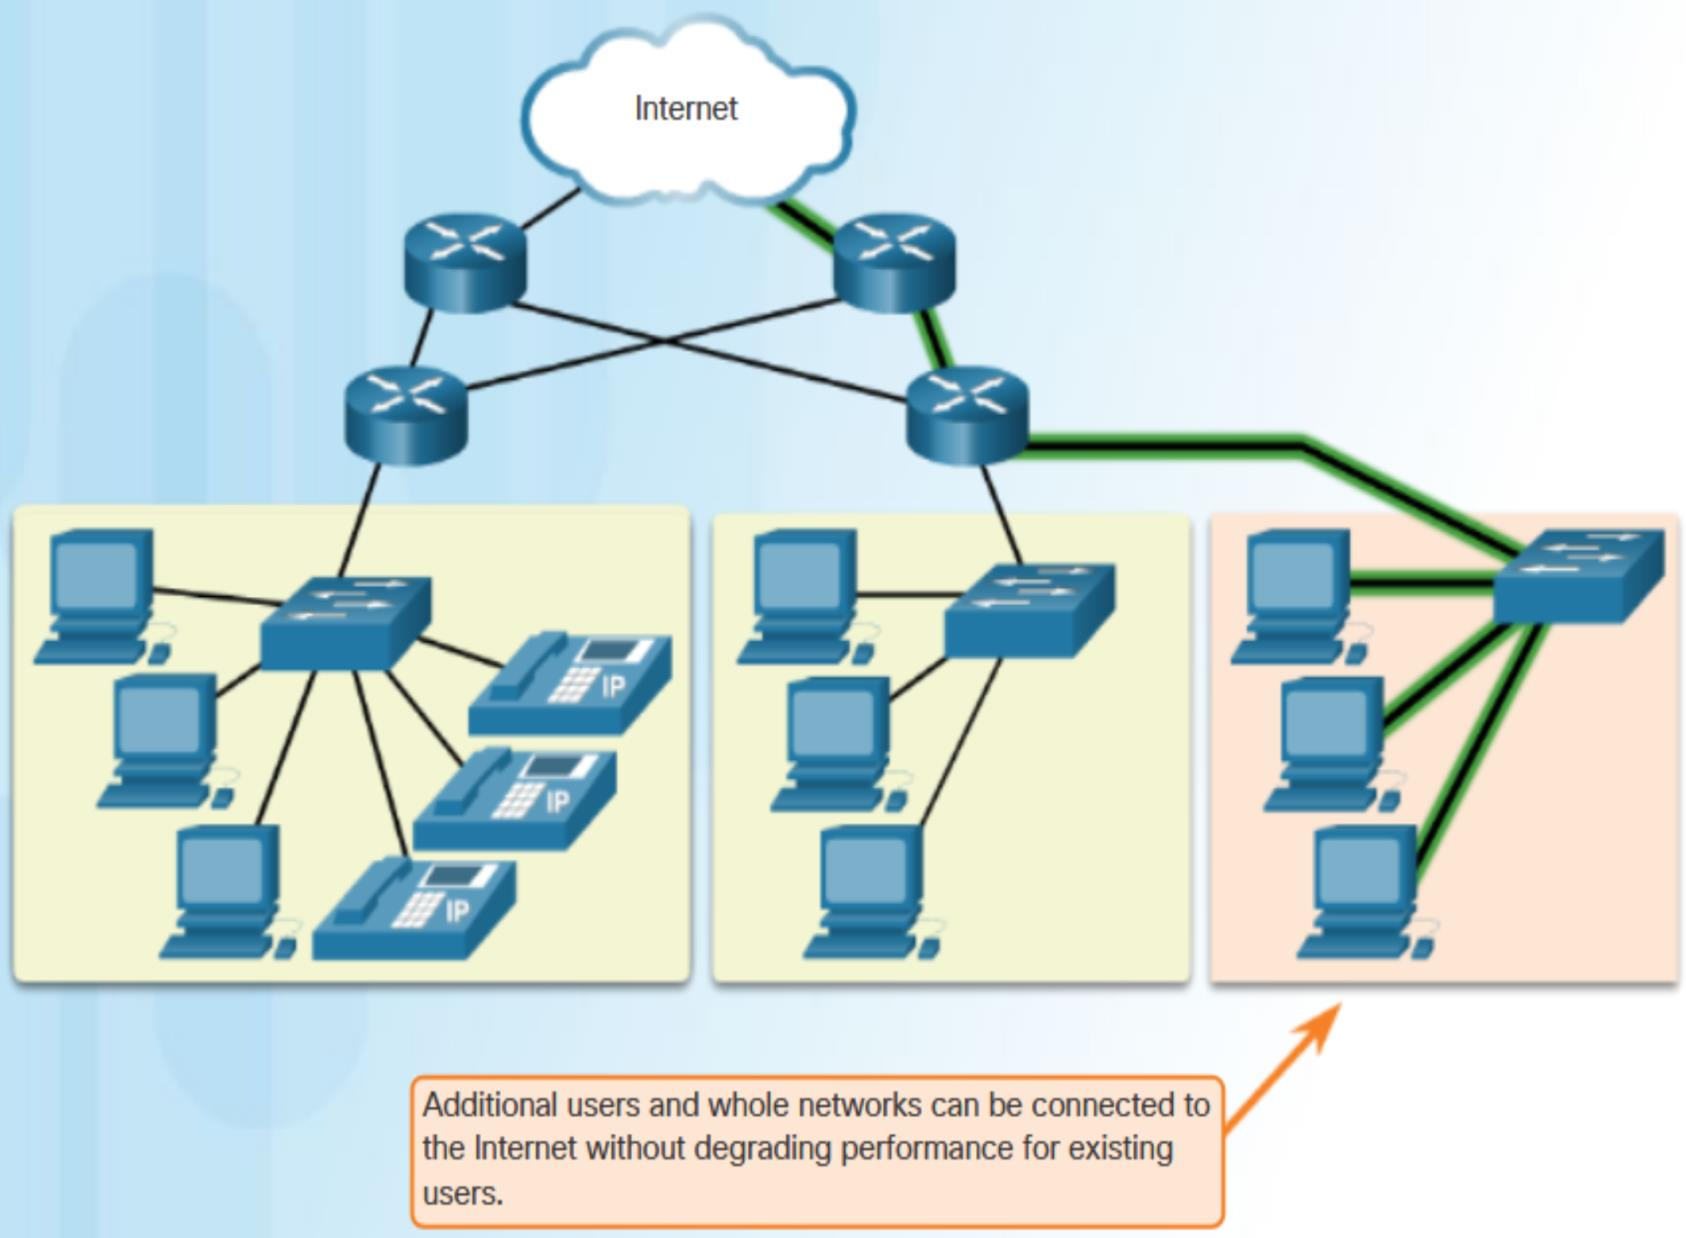 Internet
IP
IP
IP
Additional users and whole networks can be connected to
the Internet without degrading performance for existing
users.